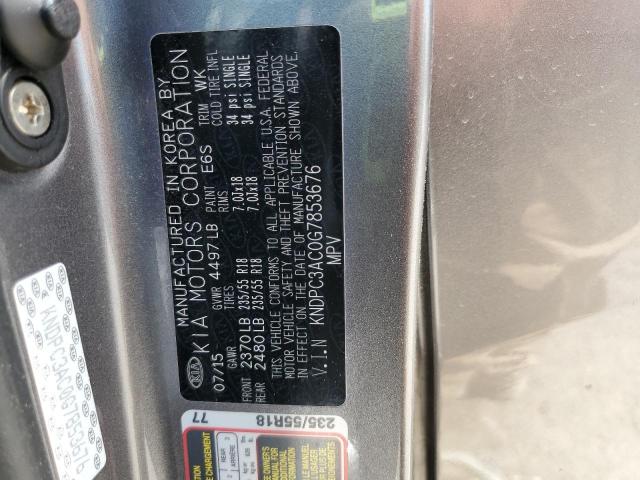 MANUFACTURED IN KOREA BY
KIA MOTORS CORPORATION
07/15 GVWR 4497 LB PAINT E6S TRIM WK
GAWR TIRES RIMS COLD TIRE INFL
FRONT 2370 LB 235/55 R18 7.0Jx18 34 psi SINGLE
REAR 2480 LB 235/55 R18 7.0Jx18 34 psi SINGLE
THIS VEHICLE CONFORMS TO ALL APPLICABLE U.S.A. FEDERAL
MOTOR VEHICLE SAFETY AND THEFT PREVENTION STANDARDS
IN EFFECT ON THE DATE OF MANUFACTURE SHOWN ABOVE.
V.I.N KNDPC3AC0G7853676
MPV
KIA
77
235/55R18
REAR
ARRIÈRE